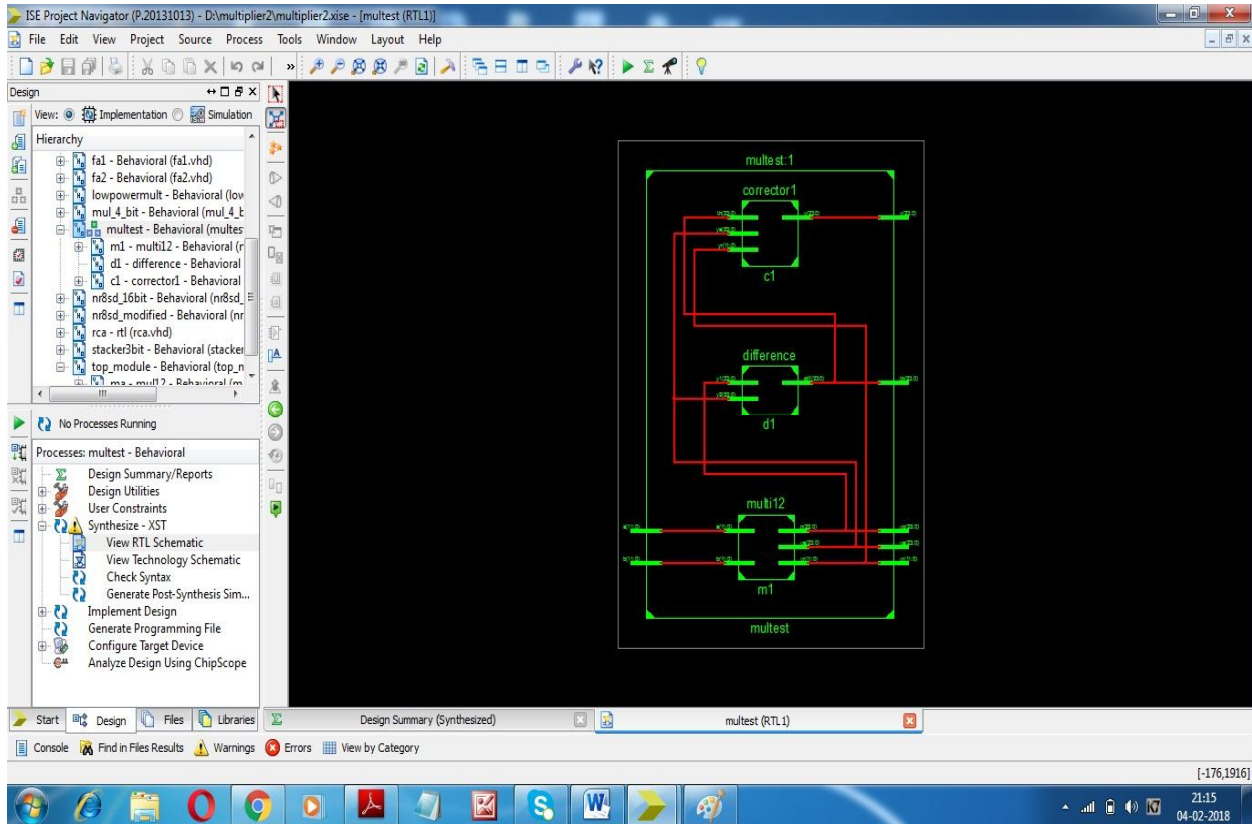 ISE Project Navigator (P.20131013) - D:\multiplier2\multiplier2.xise - [multest (RTL1)]
File Edit View Project Source Process Tools Window Layout Help
Design
View: Implementation Simulation
Hierarchy
fa1 - Behavioral (fa1.vhd)
fa2 - Behavioral (fa2.vhd)
lowpowermult - Behavioral (low
mul_4_bit - Behavioral (mul_4_b
multest - Behavioral (multes
m1 - multi12 - Behavioral (r
d1 - difference - Behavioral
c1 - corrector1 - Behavioral
nr8sd_16bit - Behavioral (nr8sd_
nr8sd_modified - Behavioral (nr
rca - rtl (rca.vhd)
stacker3bit - Behavioral (stacker
top_module - Behavioral (top_n
ma - mul12 - Behavioral (m
No Processes Running
Processes: multest - Behavioral
Design Summary/Reports
Design Utilities
User Constraints
Synthesize - XST
View RTL Schematic
View Technology Schematic
Check Syntax
Generate Post-Synthesis Sim...
Implement Design
Generate Programming File
Configure Target Device
Analyze Design Using ChipScope
multest:1
corrector1
c1
difference
d1
multi12
m1
multest
Start Design Files Libraries
Design Summary (Synthesized)
multest (RTL1)
Console Find in Files Results Warnings Errors View by Category
[-176,1916]
21:15
04-02-2018